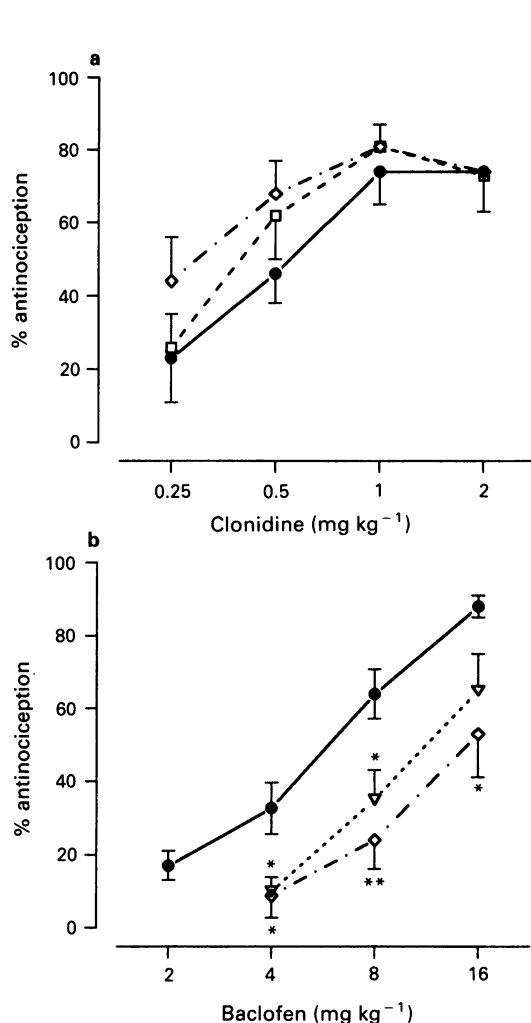 a
100
80
60
40
20
0
% antinociception
0.25 0.5 1 2
Clonidine (mg kg⁻¹)
b
100
80
60
40
20
0
% antinociception
*
*
*
**
*
2 4 8 16
Baclofen (mg kg⁻¹)